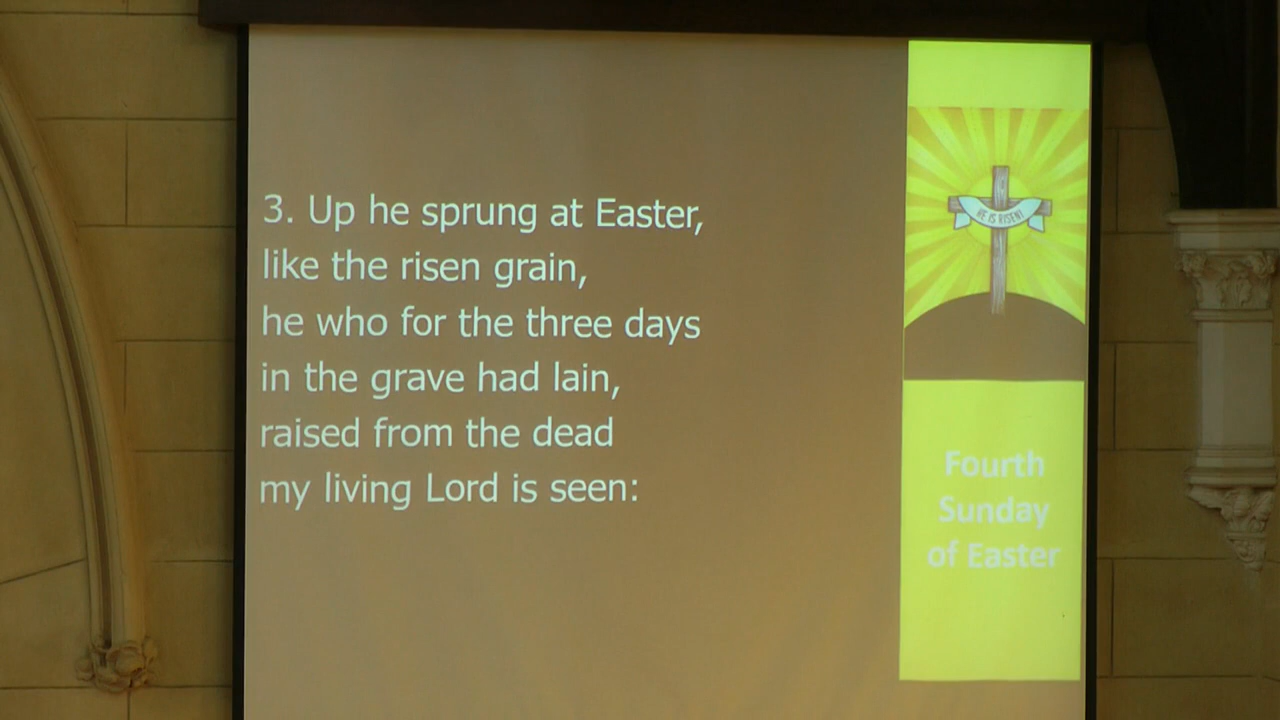 3. Up he sprung at Easter,
like the risen grain,
he who for the three days
in the grave had lain,
raised from the dead
my living Lord is seen:
HE IS RISEN!
Fourth
Sunday
of Easter